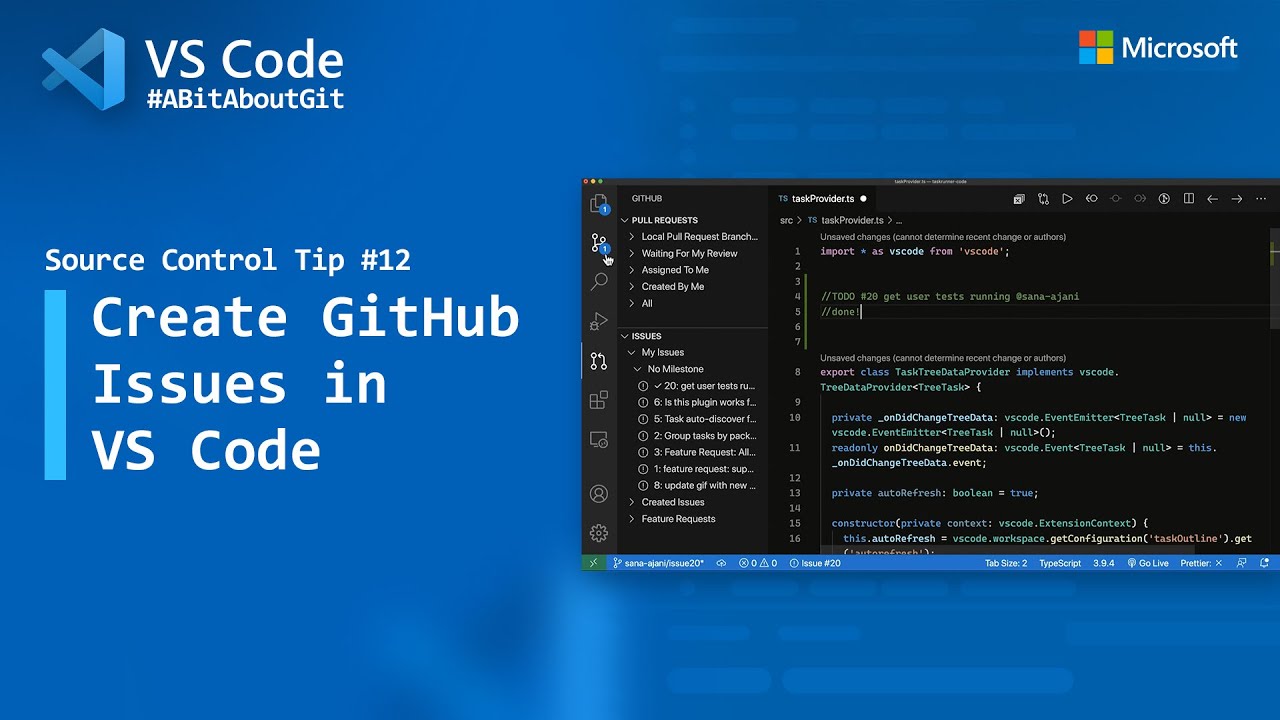 VS Code
#ABitAboutGit
Microsoft
Source Control Tip #12
Create GitHub
Issues in
VS Code
taskProvider.ts — taskrunner-code
GITHUB
PULL REQUESTS
Local Pull Request Branch...
Waiting For My Review
Assigned To Me
Created By Me
All
ISSUES
My Issues
No Milestone
✓ 20: get user tests ru...
6: Is this plugin works f...
5: Task auto-discover f...
2: Group tasks by pack...
3: Feature Request: All...
1: feature request: sup...
8: update gif with new ...
Created Issues
Feature Requests
1
1
TS taskProvider.ts ●
src > TS taskProvider.ts > ...
Unsaved changes (cannot determine recent change or authors)
1 import * as vscode from 'vscode';
2
3
4 //TODO #20 get user tests running @sana-ajani
5 //done!
6
7
Unsaved changes (cannot determine recent change or authors)
8 export class TaskTreeDataProvider implements vscode.
TreeDataProvider<TreeTask> {
9
10 private _onDidChangeTreeData: vscode.EventEmitter<TreeTask | null> = new
vscode.EventEmitter<TreeTask | null>();
11 readonly onDidChangeTreeData: vscode.Event<TreeTask | null> = this.
_onDidChangeTreeData.event;
12
13 private autoRefresh: boolean = true;
14
15 constructor(private context: vscode.ExtensionContext) {
16 this.autoRefresh = vscode.workspace.getConfiguration('taskOutline').get
('autorefresh');
sana-ajani/issue20* 0 0 Issue #20 Tab Size: 2 TypeScript 3.9.4 Go Live Prettier: ✕